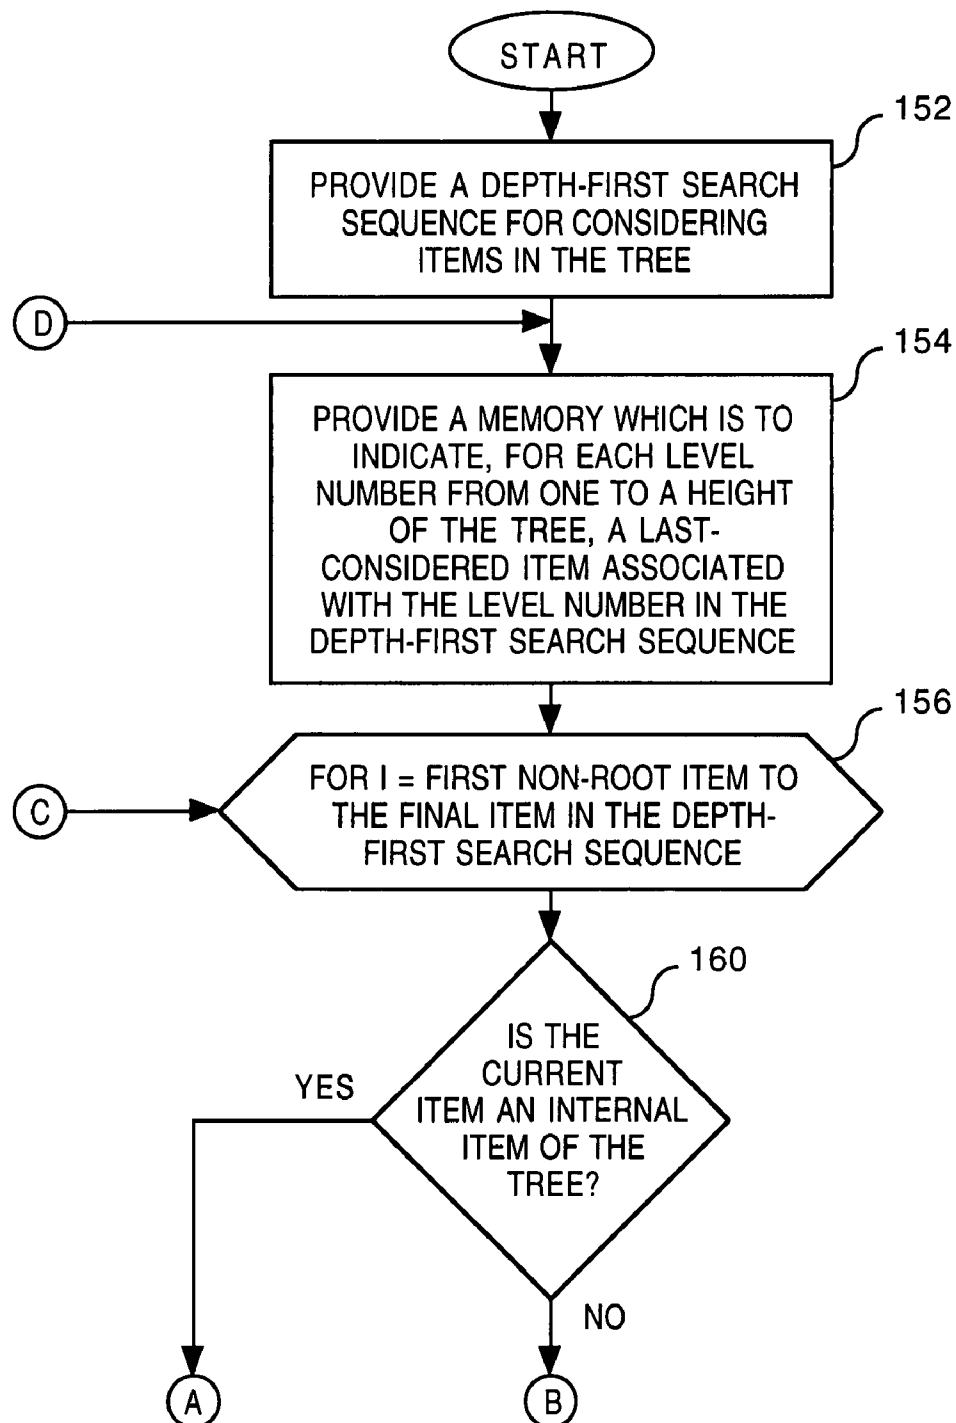 START
152
PROVIDE A DEPTH-FIRST SEARCH
SEQUENCE FOR CONSIDERING
ITEMS IN THE TREE
D
154
PROVIDE A MEMORY WHICH IS TO
INDICATE, FOR EACH LEVEL
NUMBER FROM ONE TO A HEIGHT
OF THE TREE, A LAST-
CONSIDERED ITEM ASSOCIATED
WITH THE LEVEL NUMBER IN THE
DEPTH-FIRST SEARCH SEQUENCE
156
FOR I = FIRST NON-ROOT ITEM TO
THE FINAL ITEM IN THE DEPTH-
FIRST SEARCH SEQUENCE
C
160
IS THE
CURRENT
ITEM AN INTERNAL
ITEM OF THE
TREE?
YES
NO
A
B